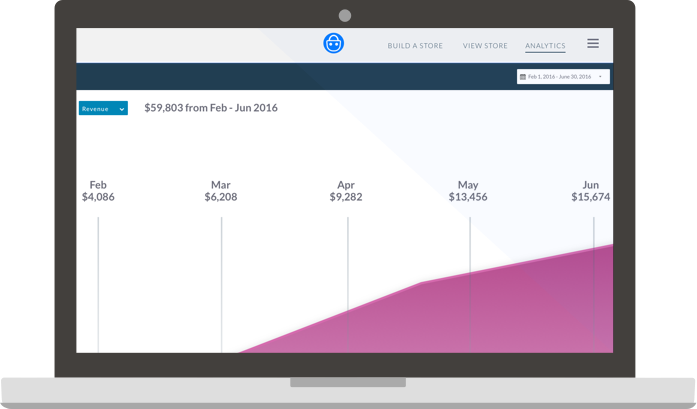 BUILD A STORE VIEW STORE ANALYTICS
Feb 1, 2016 - June 30, 2016
Revenue $59,803 from Feb - Jun 2016
Feb Mar Apr May Jun
$4,086 $6,208 $9,282 $13,456 $15,674